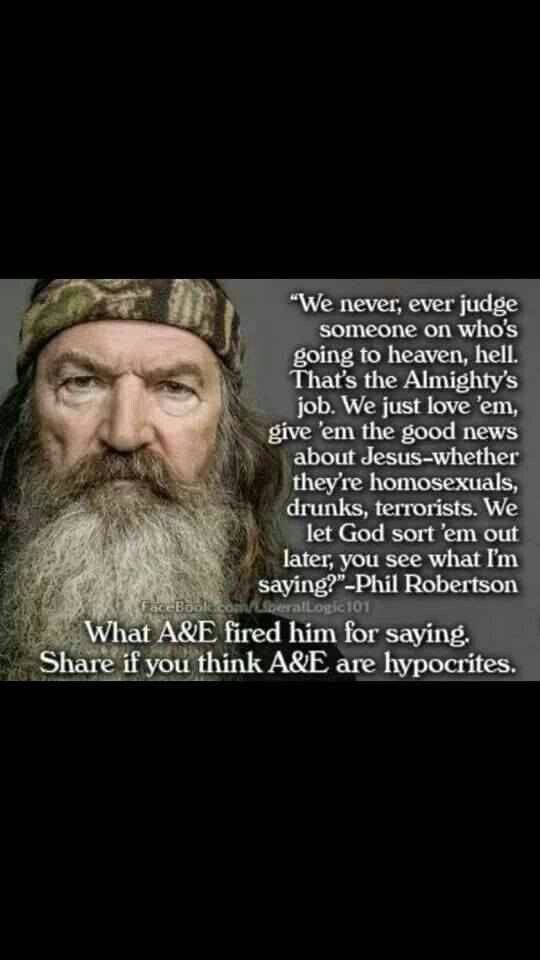 “We never, ever judge
someone on who's
going to heaven, hell.
That's the Almighty's
job. We just love 'em,
give 'em the good news
about Jesus–whether
they're homosexuals,
drunks, terrorists. We
let God sort 'em out
later, you see what I'm
saying?”–Phil Robertson
FaceBook.com/LiberalLogic101
What A&E fired him for saying.
Share if you think A&E are hypocrites.